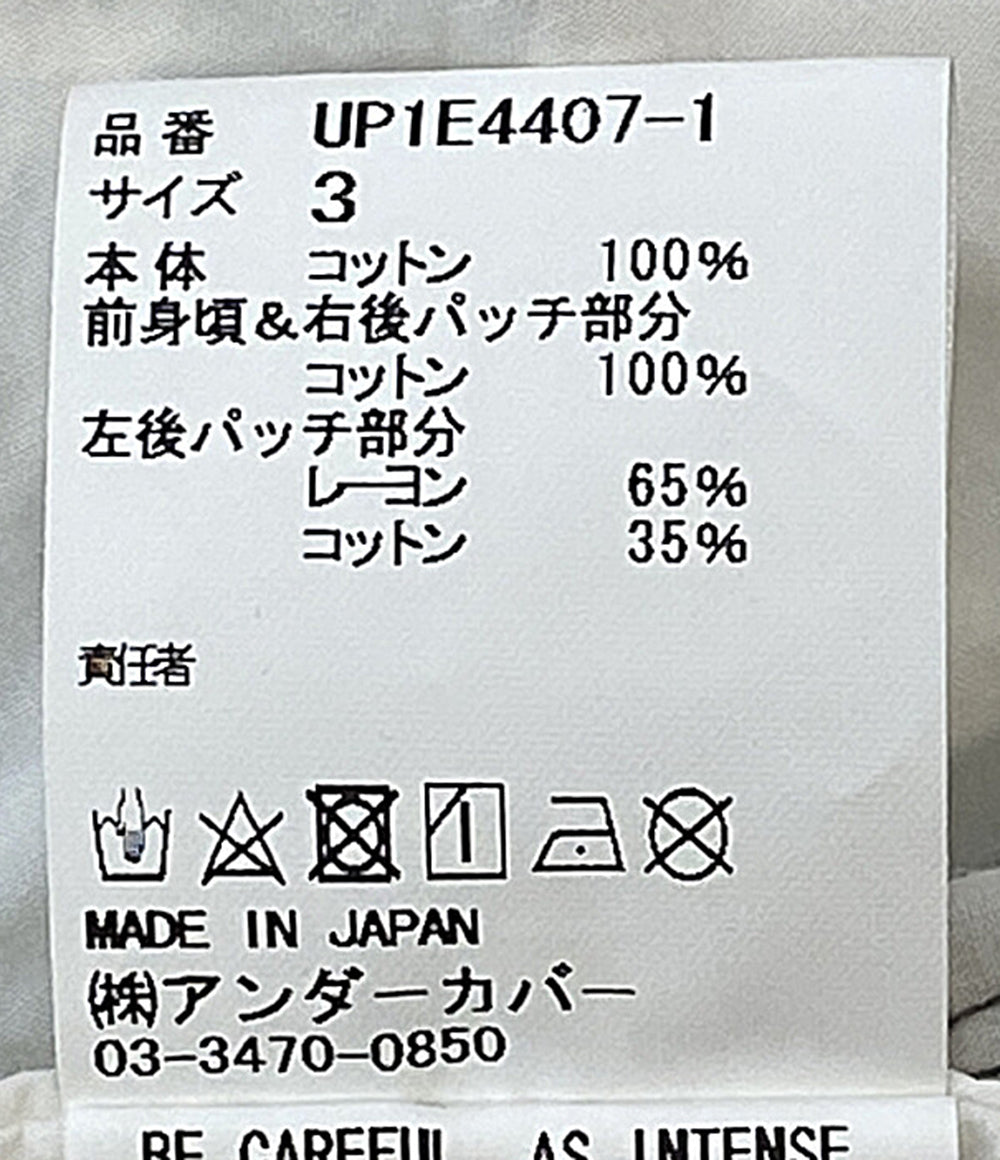 品番 UP1E4407-1
サイズ 3
本体 コットン 100%
前身頃&右後パッチ部分
コットン 100%
左後パッチ部分
レーヨン 65%
コットン 35%
責任者
MADE IN JAPAN
㈱アンダーカバー
03-3470-0850
BE CAREFUL AS INTENSE